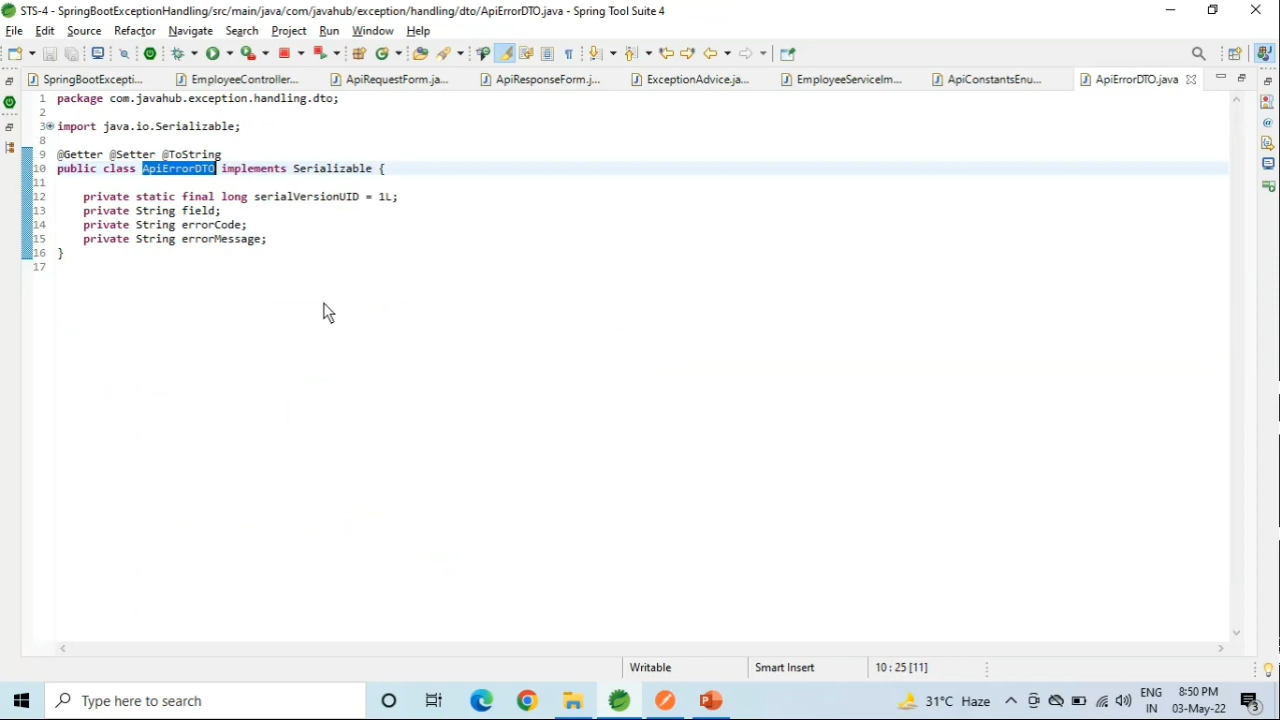 STS-4 - SpringBootExceptionHandling/src/main/java/com/javahub/exception/handling/dto/ApiErrorDTO.java - Spring Tool Suite 4
File Edit Source Refactor Navigate Search Project Run Window Help
SpringBootExcepti... EmployeeController... ApiRequestForm.ja... ApiResponseForm.j... ExceptionAdvice.ja... EmployeeServiceIm... ApiConstantsEnu... ApiErrorDTO.java
1 package com.javahub.exception.handling.dto;
2
3 import java.io.Serializable;
8
9 @Getter @Setter @ToString
10 public class ApiErrorDTO implements Serializable {
11
12 private static final long serialVersionUID = 1L;
13 private String field;
14 private String errorCode;
15 private String errorMessage;
16 }
17
Writable Smart Insert 10 : 25 [11]
Type here to search 31°C Haze ENG IN 8:50 PM 03-May-22 3